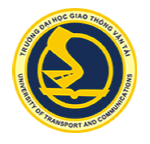 TRƯỜNG ĐẠI HỌC GIAO THÔNG VẬN TẢI
UNIVERSITY OF TRANSPORT AND COMMUNICATIONS